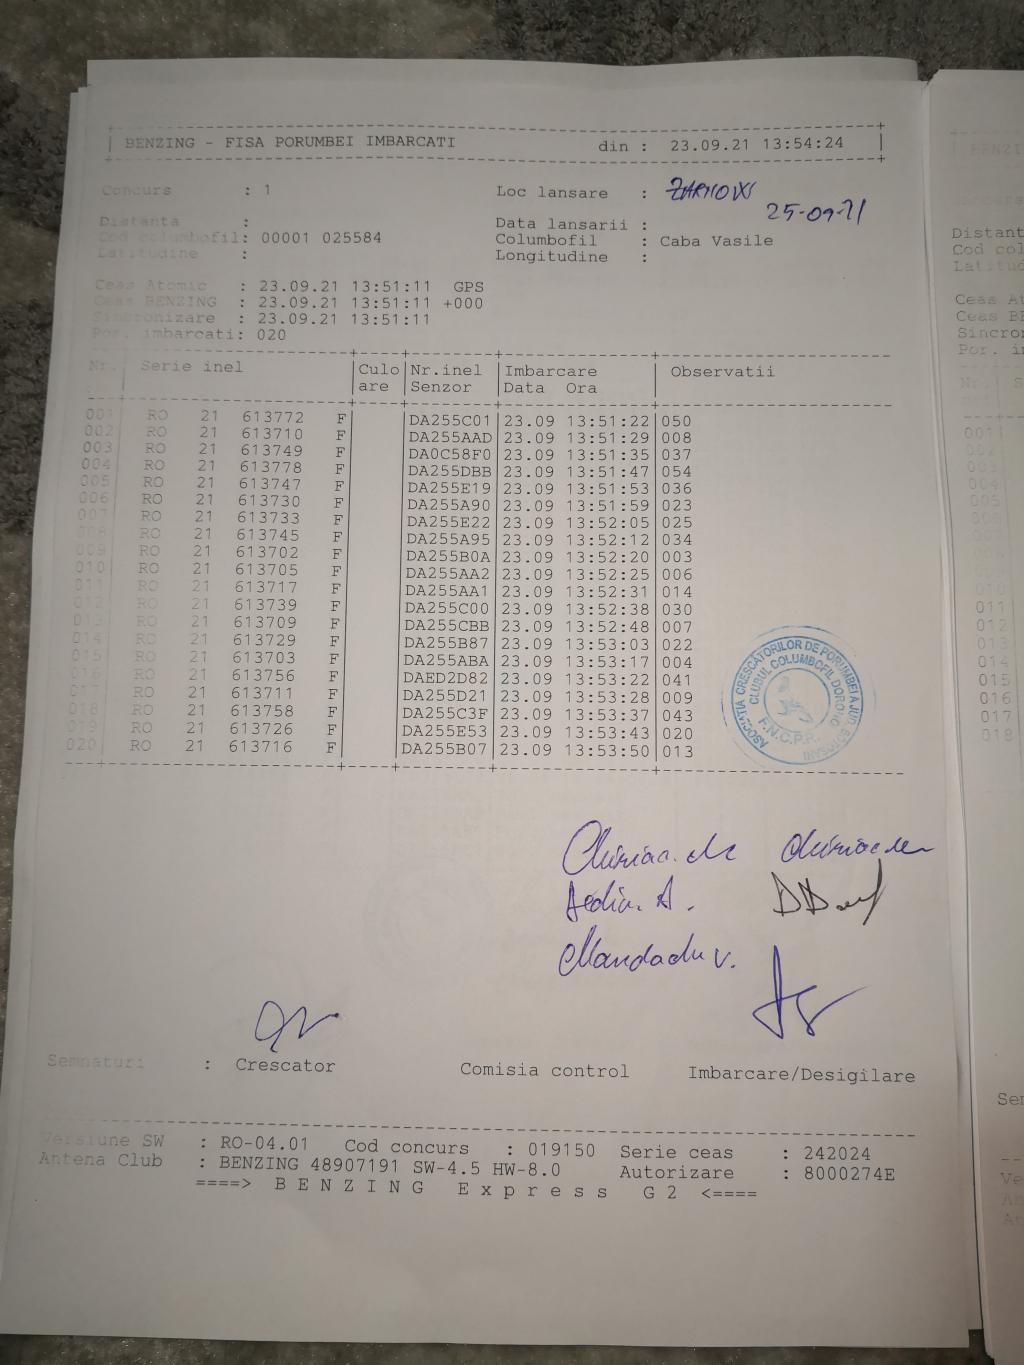 BENZING - FISA PORUMBEI IMBARCATI din : 23.09.21 13:54:24
Concurs : 1 Loc lansare :
25-09-21
Distanta : Data lansarii :
Cod columbofil: 00001 025584 Columbofil : Caba Vasile
Latitudine : Longitudine :
Ceas Atomic : 23.09.21 13:51:11 GPS
Ceas BENZING : 23.09.21 13:51:11 +000
Sincronizare : 23.09.21 13:51:11
Por. imbarcati: 020
Nr. Serie inel Culo Nr.inel Imbarcare Observatii
are Senzor Data Ora
001 RO 21 613772 F DA255C01 23.09 13:51:22 050
002 RO 21 613710 F DA255AAD 23.09 13:51:29 008
003 RO 21 613749 F DA0C58F0 23.09 13:51:35 037
004 RO 21 613778 F DA255DBB 23.09 13:51:47 054
005 RO 21 613747 F DA255E19 23.09 13:51:53 036
006 RO 21 613730 F DA255A90 23.09 13:51:59 023
007 RO 21 613733 F DA255E22 23.09 13:52:05 025
008 RO 21 613745 F DA255A95 23.09 13:52:12 034
009 RO 21 613702 F DA255B0A 23.09 13:52:20 003
010 RO 21 613705 F DA255AA2 23.09 13:52:25 006
011 RO 21 613717 F DA255AA1 23.09 13:52:31 014
012 RO 21 613739 F DA255C00 23.09 13:52:38 030
013 RO 21 613709 F DA255CBB 23.09 13:52:48 007
014 RO 21 613729 F DA255B87 23.09 13:53:03 022
015 RO 21 613703 F DA255ABA 23.09 13:53:17 004
016 RO 21 613756 F DAED2D82 23.09 13:53:22 041
017 RO 21 613711 F DA255D21 23.09 13:53:28 009
018 RO 21 613758 F DA255C3F 23.09 13:53:37 043
019 RO 21 613726 F DA255E53 23.09 13:53:43 020
020 RO 21 613716 F DA255B07 23.09 13:53:50 013
ASOCIATIA CRESCĂTORILOR DE PORUMBEI A JUD. BOTOSANI
CLUBUL COLUMBOFIL DOROHOI
F.N.C.P.R.
Semnaturi : Crescator Comisia control Imbarcare/Desigilare
Versiune SW : RO-04.01 Cod concurs : 019150 Serie ceas : 242024
Antena Club : BENZING 48907191 SW-4.5 HW-8.0 Autorizare : 8000274E
====> B E N Z I N G E x p r e s s G 2 <====